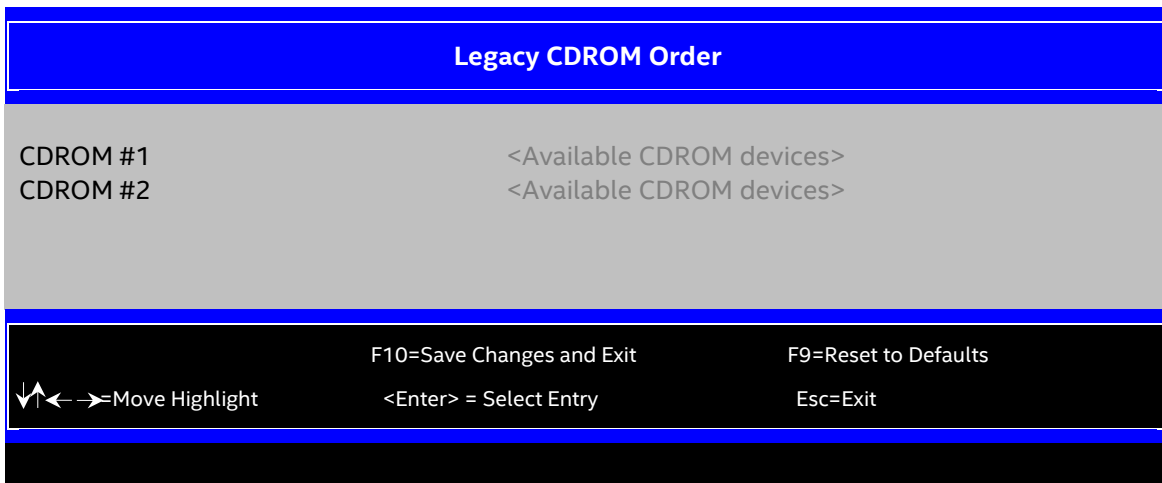 Legacy CDROM Order
CDROM #1 <Available CDROM devices>
CDROM #2 <Available CDROM devices>
F10=Save Changes and Exit F9=Reset to Defaults
↓↑←→=Move Highlight <Enter> = Select Entry Esc=Exit